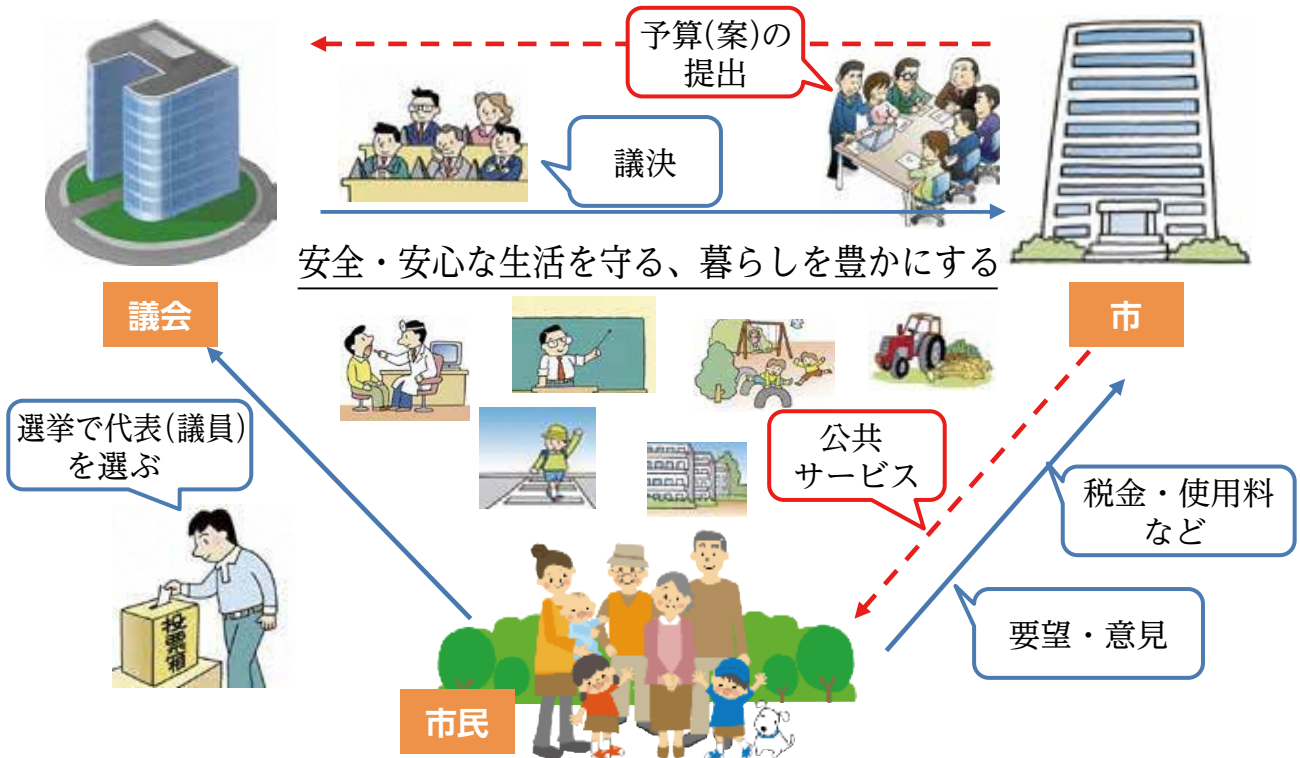 予算(案)の
提出
議決
安全・安心な生活を守る、暮らしを豊かにする
議会
市
選挙で代表(議員)
を選ぶ
公共
サービス
税金・使用料
など
要望・意見
投票箱
市民